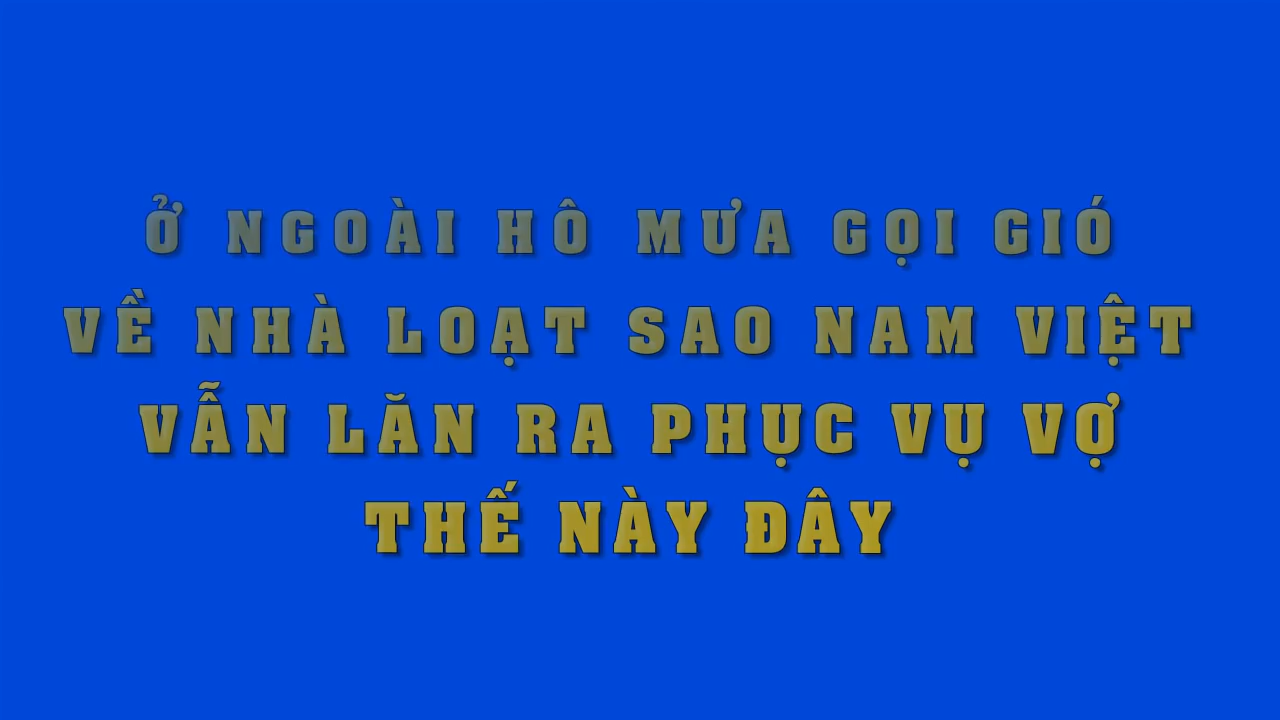 Ở NGOÀI HÔ MƯA GỌI GIÓ
VỀ NHÀ LOẠT SAO NAM VIỆT
VẪN LĂN RA PHỤC VỤ VỢ
THẾ NÀY ĐÂY